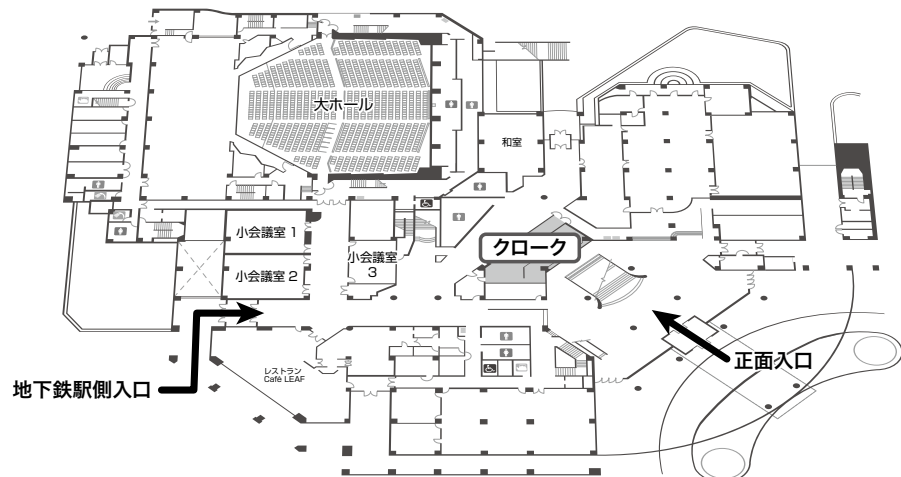 大ホール
和室
小会議室 1
クローク
小会議室
3
小会議室 2
正面入口
レストラン
Café LEAF
地下鉄駅側入口